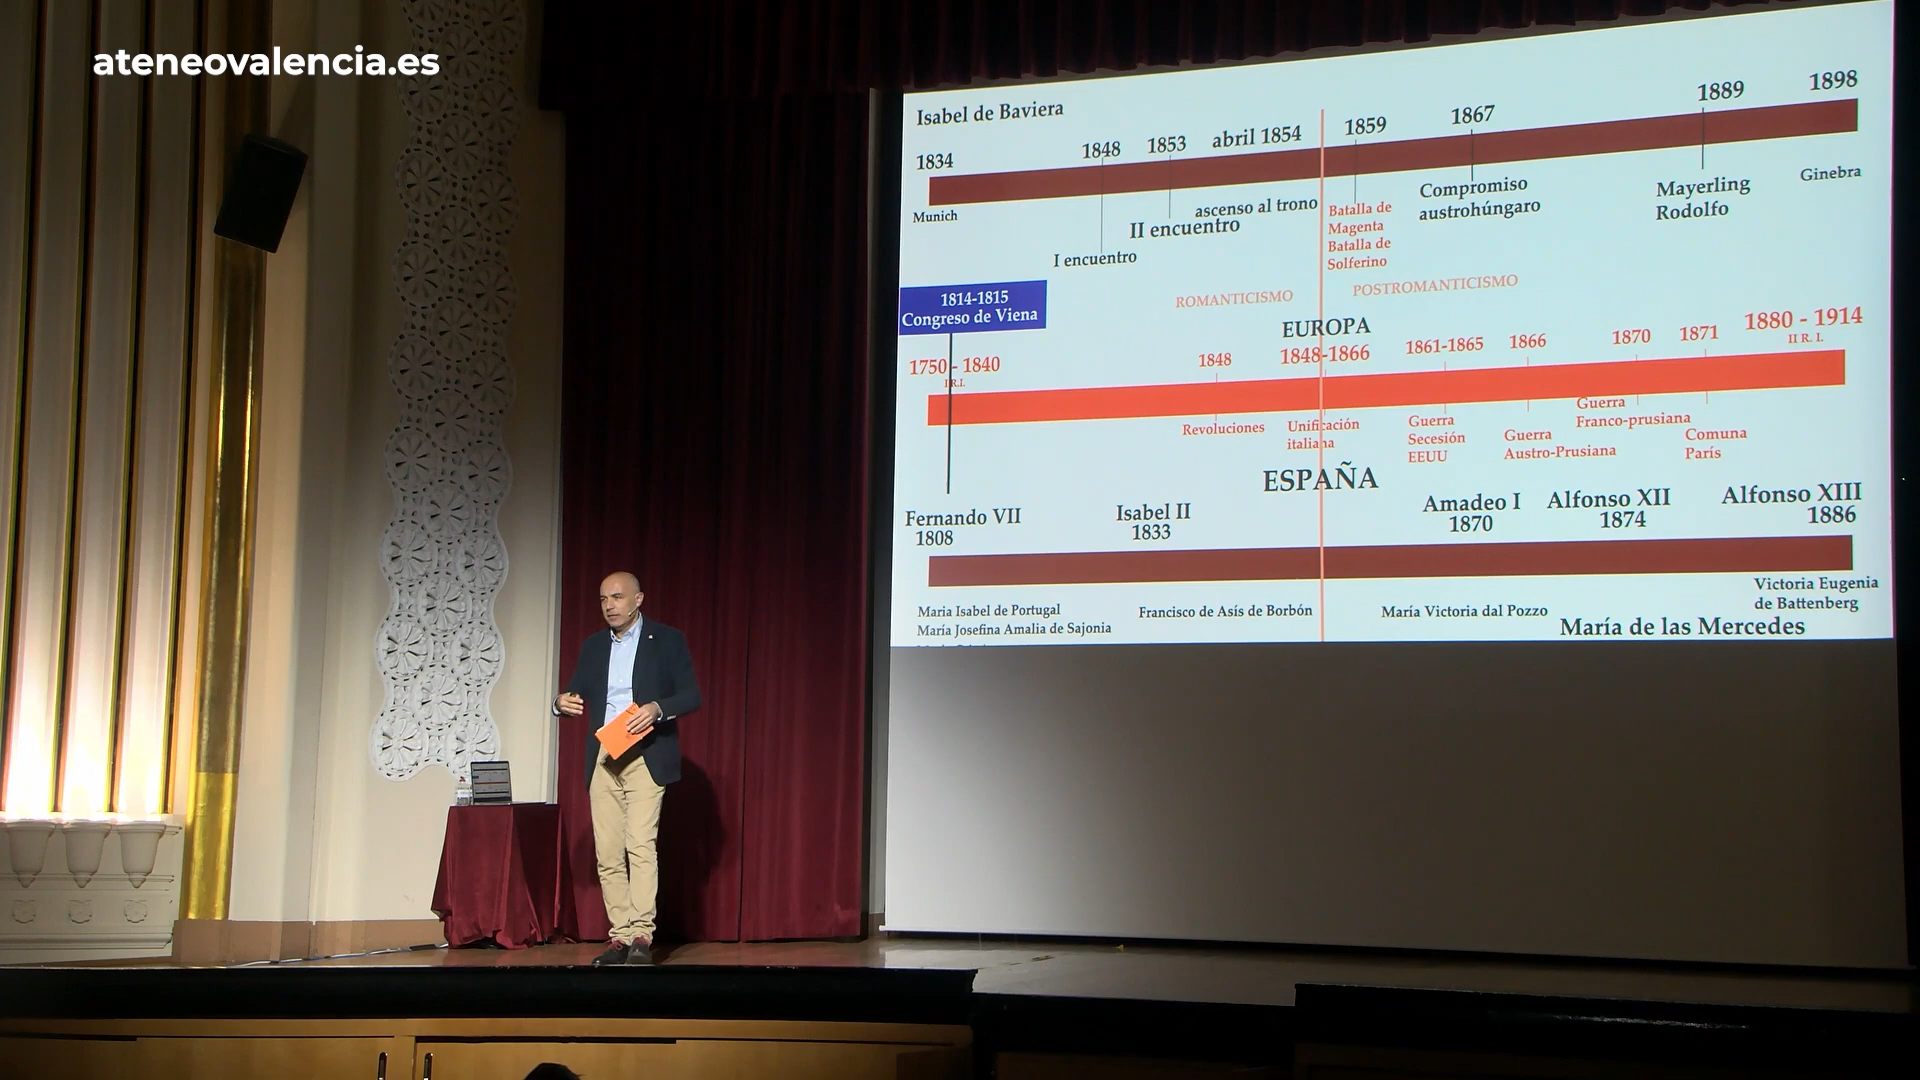 ateneovalencia.es
Isabel de Baviera
1834
1848
1853
abril 1854
1859
1867
1889
1898
Munich
I encuentro
II encuentro
ascenso al trono
Batalla de
Magenta
Batalla de
Solferino
Compromiso
austrohúngaro
Mayerling
Rodolfo
Ginebra
1814-1815
Congreso de Viena
ROMANTICISMO
POSTROMANTICISMO
EUROPA
1750 - 1840
I R.I.
1848
1848-1866
1861-1865
1866
1870
1871
1880 - 1914
II R. I.
Revoluciones
Unificación
italiana
Guerra
Secesión
EEUU
Guerra
Austro-Prusiana
Guerra
Franco-prusiana
Comuna
París
ESPAÑA
Fernando VII
1808
Isabel II
1833
Amadeo I
1870
Alfonso XII
1874
Alfonso XIII
1886
Maria Isabel de Portugal
María Josefina Amalia de Sajonia
Francisco de Asís de Borbón
María Victoria dal Pozzo
María de las Mercedes
Victoria Eugenia
de Battenberg